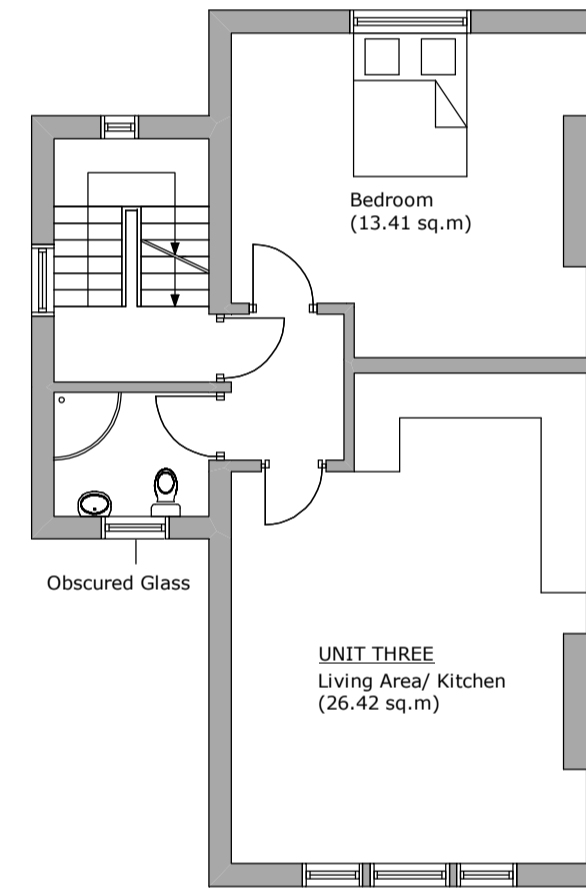 Bedroom
(13.41 sq.m)
Obscured Glass
UNIT THREE
Living Area/ Kitchen
(26.42 sq.m)